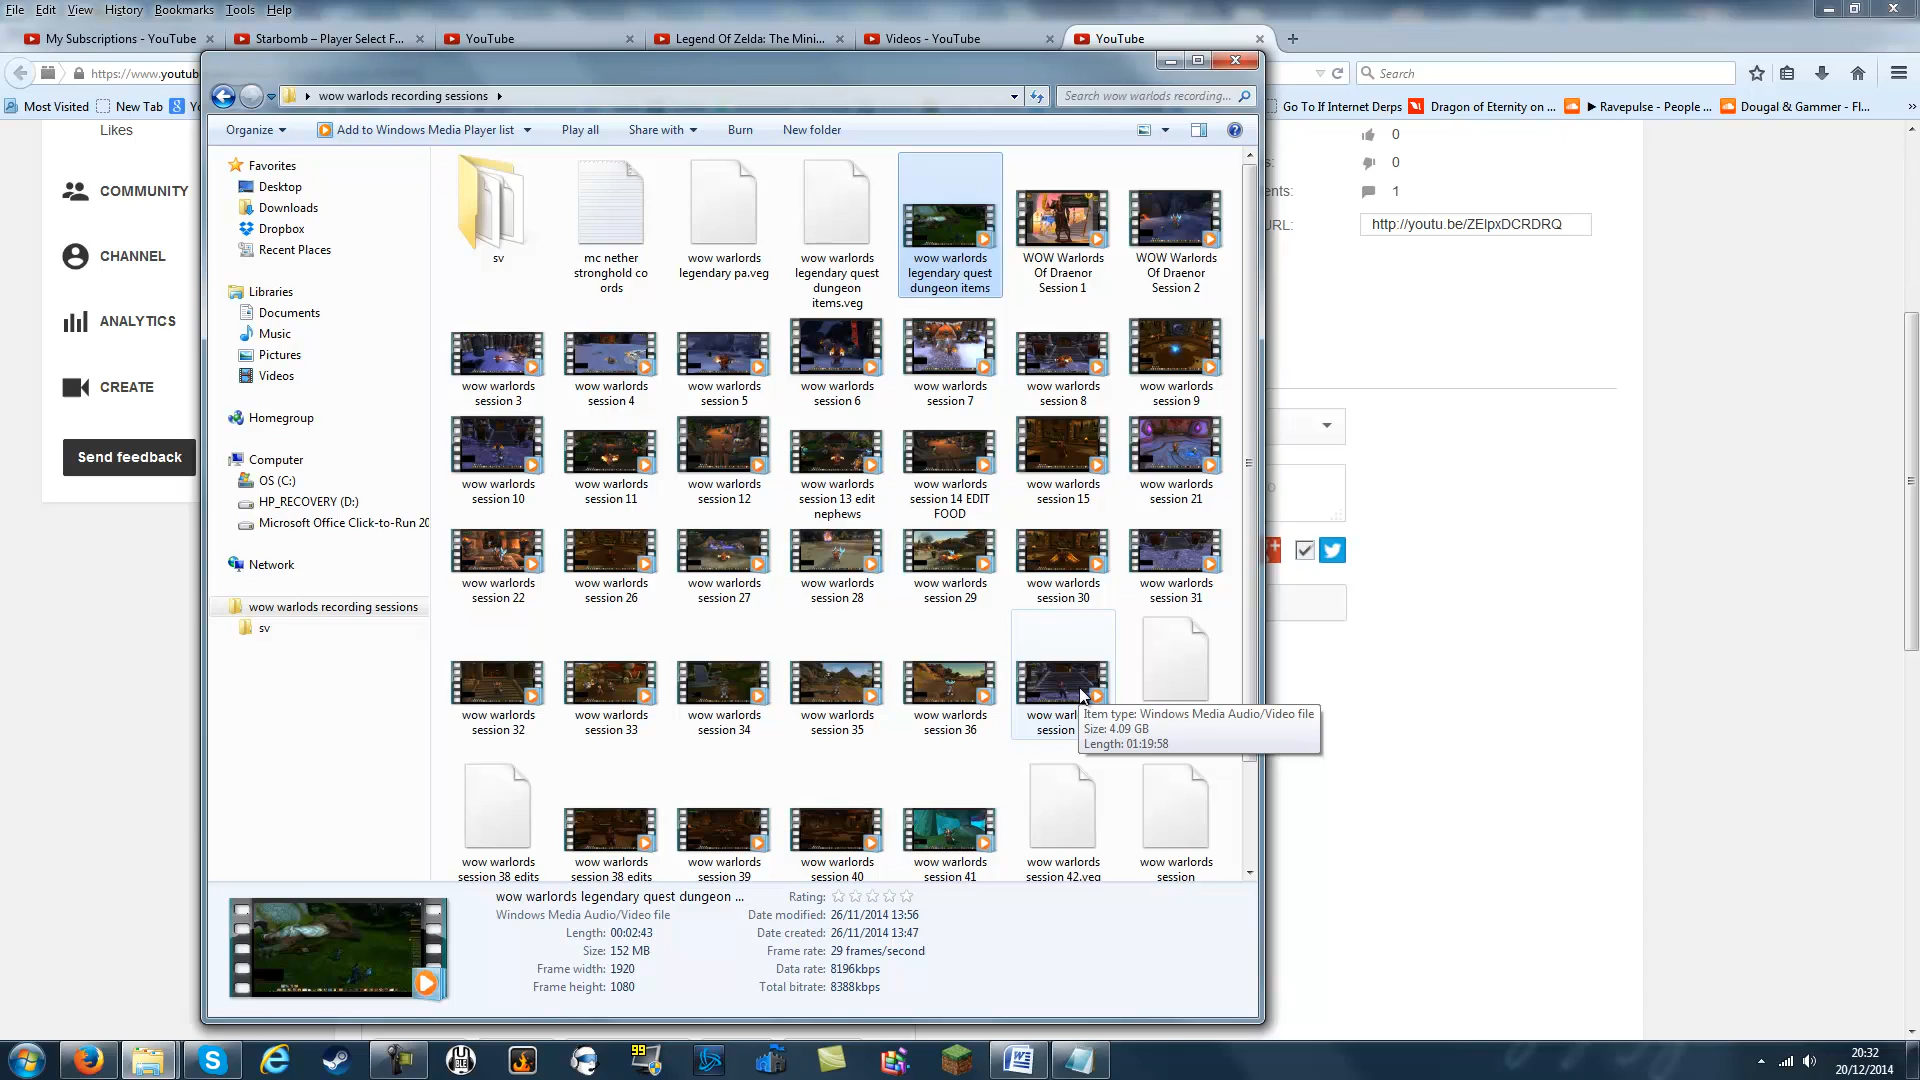 File Edit View History Bookmarks Tools Help
My Subscriptions - YouTube
Starbomb – Player Select F...
YouTube
Legend Of Zelda: The Mini...
Videos - YouTube
YouTube
https://www.youtub
Search
Most Visited
New Tab
Go To If Internet Derps
Dragon of Eternity on ...
▶ Ravepulse - People ...
Dougal & Gammer - Fl...
wow warlods recording sessions
Search wow warlods recording...
Organize
Add to Windows Media Player list
Play all
Share with
Burn
New folder
Likes
COMMUNITY
CHANNEL
ANALYTICS
CREATE
Send feedback
Favorites
Desktop
Downloads
Dropbox
Recent Places
Libraries
Documents
Music
Pictures
Videos
Homegroup
Computer
OS (C:)
HP_RECOVERY (D:)
Microsoft Office Click-to-Run 20
Network
wow warlods recording sessions
sv
sv
mc nether
stronghold co
ords
wow warlords
legendary pa.veg
wow warlords
legendary quest
dungeon
items.veg
wow warlords
legendary quest
dungeon items
WOW Warlords
Of Draenor
Session 1
WOW Warlords
Of Draenor
Session 2
wow warlords
session 3
wow warlords
session 4
wow warlords
session 5
wow warlords
session 6
wow warlords
session 7
wow warlords
session 8
wow warlords
session 9
wow warlords
session 10
wow warlords
session 11
wow warlords
session 12
wow warlords
session 13 edit
nephews
wow warlords
session 14 EDIT
FOOD
wow warlords
session 15
wow warlords
session 21
wow warlords
session 22
wow warlords
session 26
wow warlords
session 27
wow warlords
session 28
wow warlords
session 29
wow warlords
session 30
wow warlords
session 31
wow warlords
session 32
wow warlords
session 33
wow warlords
session 34
wow warlords
session 35
wow warlords
session 36
wow warl
session
Item type: Windows Media Audio/Video file
Size: 4.09 GB
Length: 01:19:58
wow warlords
session 38 edits
wow warlords
session 38 edits
wow warlords
session 39
wow warlords
session 40
wow warlords
session 41
wow warlords
session 42.veg
wow warlords
session
wow warlords legendary quest dungeon ...
Windows Media Audio/Video file
Length: 00:02:43
Size: 152 MB
Frame width: 1920
Frame height: 1080
Rating:
Date modified: 26/11/2014 13:56
Date created: 26/11/2014 13:47
Frame rate: 29 frames/second
Data rate: 8196kbps
Total bitrate: 8388kbps
0
s: 0
ents: 1
URL: http://youtu.be/ZElpxDCRDRQ
99
20:32
20/12/2014